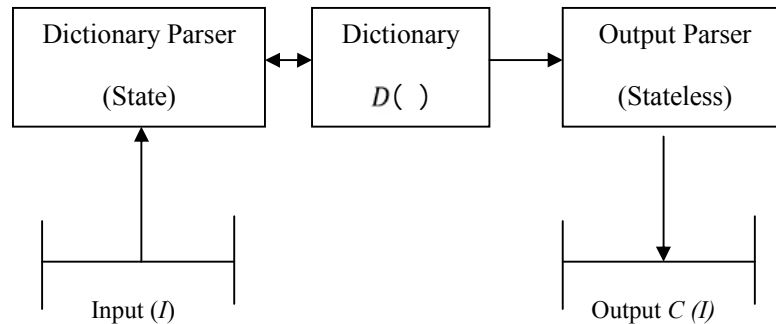 Dictionary Parser
(State)
Dictionary
D( )
Output Parser
(Stateless)
Input (I)
Output C (I)